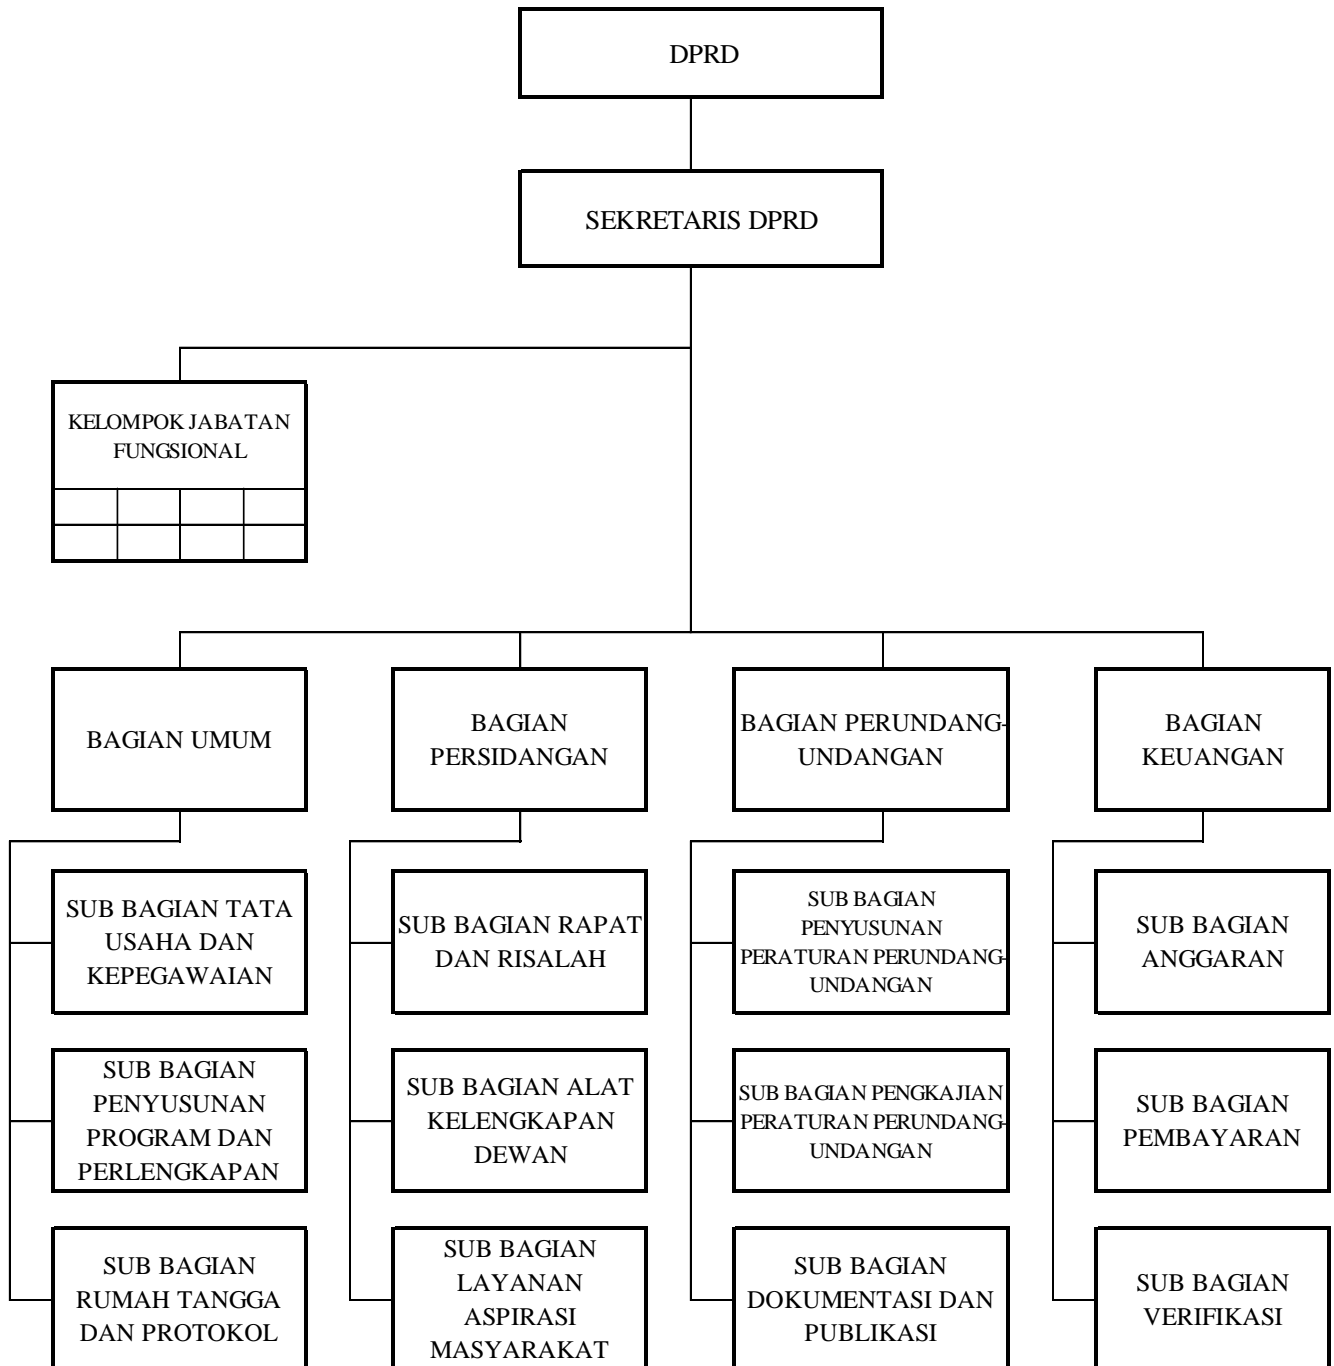 DPRD
SEKRETARIS DPRD
KELOMPOK JABATAN
FUNGSIONAL
BAGIAN UMUM
BAGIAN
PERSIDANGAN
BAGIAN PERUNDANG-
UNDANGAN
BAGIAN
KEUANGAN
SUB BAGIAN TATA
USAHA DAN
KEPEGAWAIAN
SUB BAGIAN RAPAT
DAN RISALAH
SUB BAGIAN
PENYUSUNAN
PERATURAN PERUNDANG-
UNDANGAN
SUB BAGIAN
ANGGARAN
SUB BAGIAN
PENYUSUNAN
PROGRAM DAN
PERLENGKAPAN
SUB BAGIAN ALAT
KELENGKAPAN
DEWAN
SUB BAGIAN PENGKAJIAN
PERATURAN PERUNDANG-
UNDANGAN
SUB BAGIAN
PEMBAYARAN
SUB BAGIAN
RUMAH TANGGA
DAN PROTOKOL
SUB BAGIAN
LAYANAN
ASPIRASI
MASYARAKAT
SUB BAGIAN
DOKUMENTASI DAN
PUBLIKASI
SUB BAGIAN
VERIFIKASI